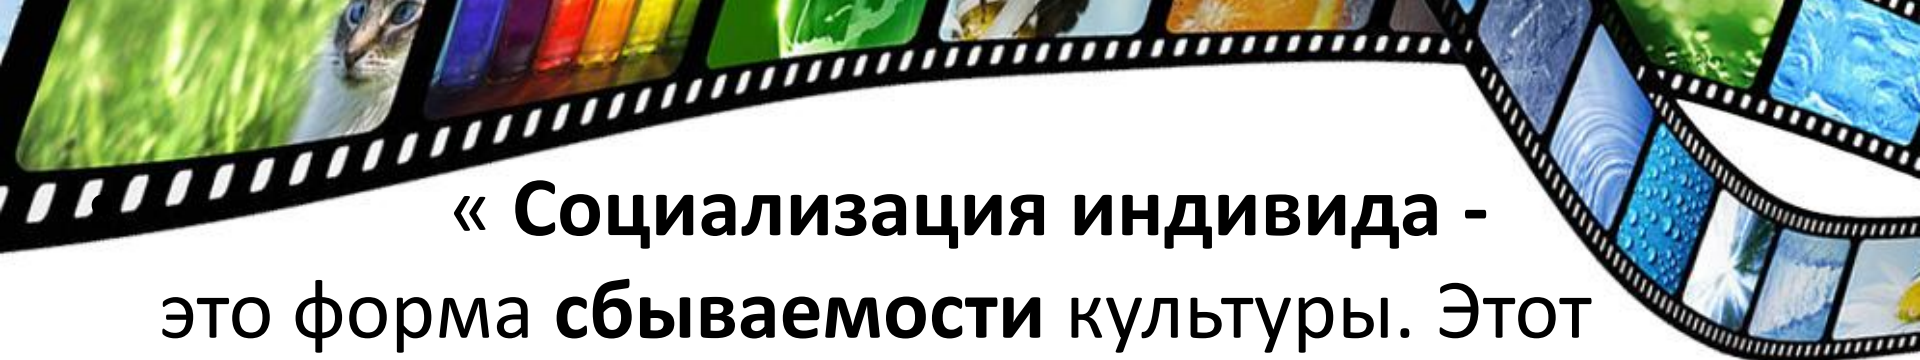 « Социализация индивида -
это форма сбываемости культуры. Этот